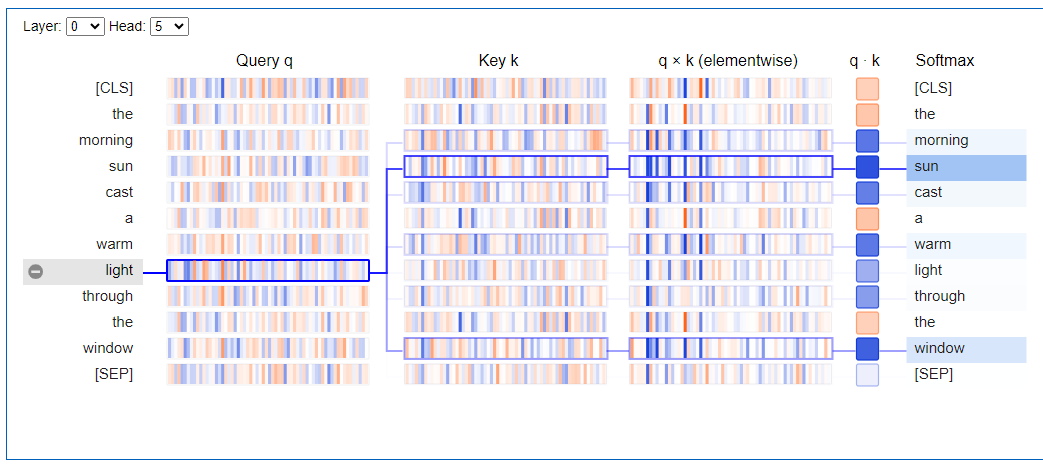 Layer: 0 Head: 5
Query q Key k q × k (elementwise) q · k Softmax
[CLS] [CLS]
the the
morning morning
sun sun
cast cast
a a
warm warm
light light
through through
the the
window window
[SEP] [SEP]